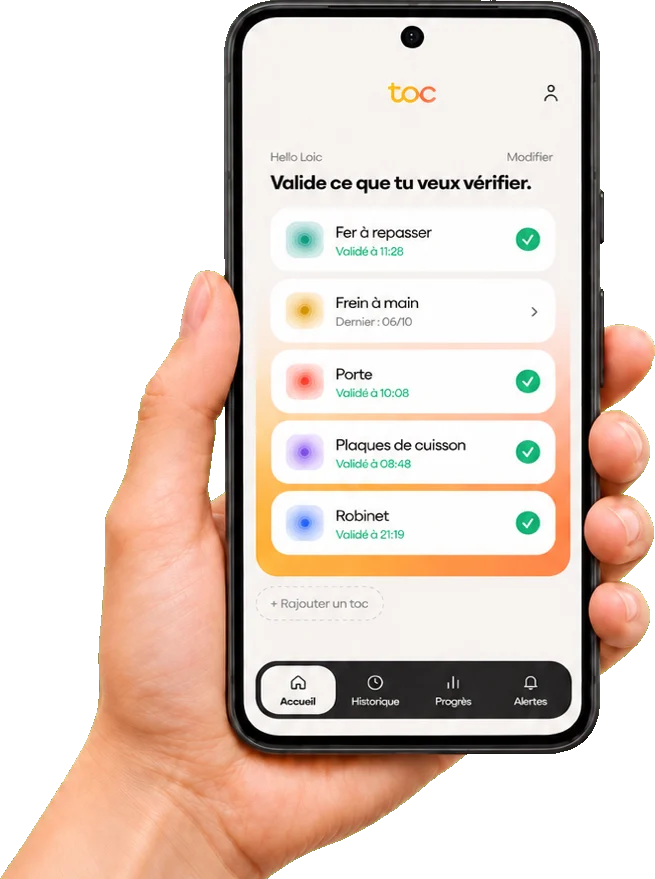 toc
Hello Loic
Modifier
Valide ce que tu veux vérifier.
Fer à repasser
Validé à 11:28
Frein à main
Dernier : 06/10
Porte
Validé à 10:08
Plaques de cuisson
Validé à 08:48
Robinet
Validé à 21:19
+ Rajouter un toc
Accueil
Historique
Progrès
Alertes